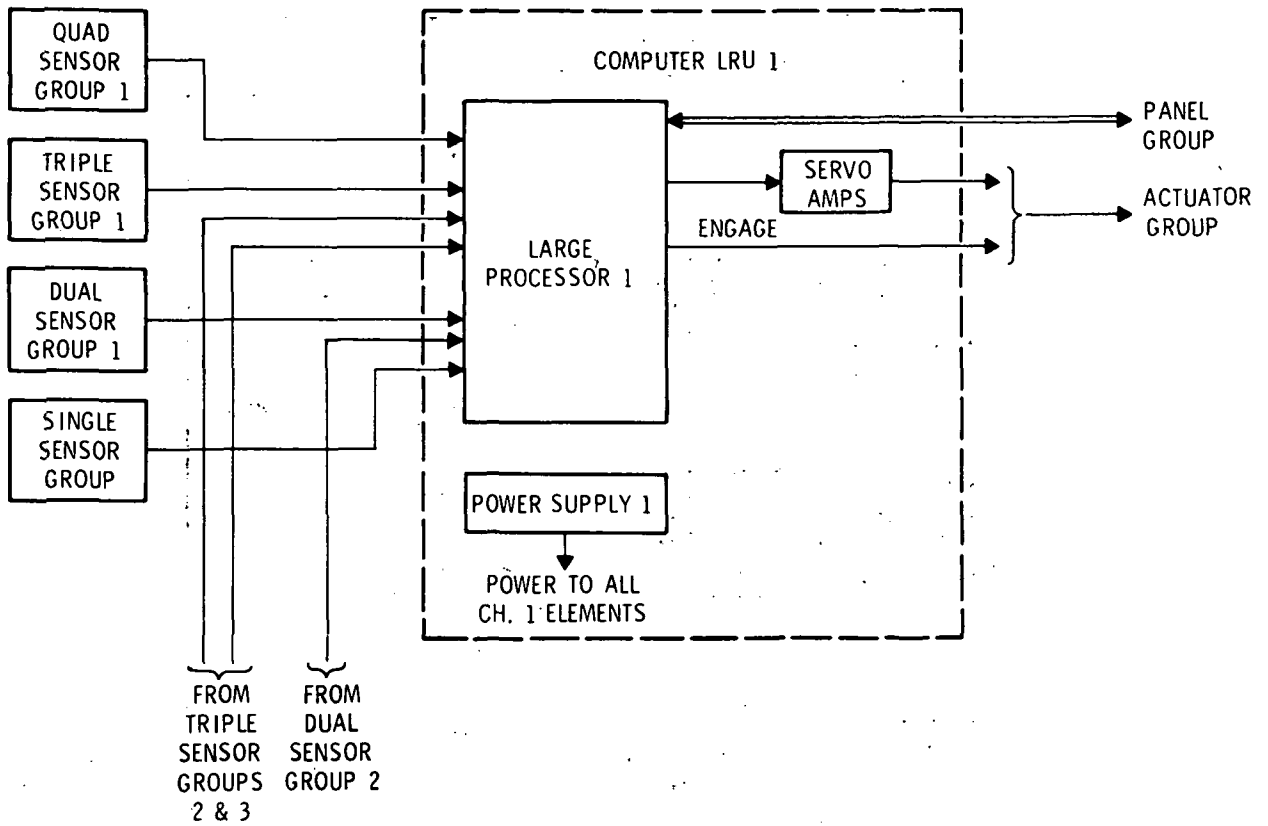 QUAD
SENSOR
GROUP 1
TRIPLE
SENSOR
GROUP 1
DUAL
SENSOR
GROUP 1
SINGLE
SENSOR
GROUP
COMPUTER LRU 1
LARGE
PROCESSOR 1
SERVO
AMPS
ENGAGE
PANEL
GROUP
ACTUATOR
GROUP
POWER SUPPLY 1
POWER TO ALL
CH. 1 ELEMENTS
FROM
TRIPLE
SENSOR
GROUPS
2 & 3
FROM
DUAL
SENSOR
GROUP 2